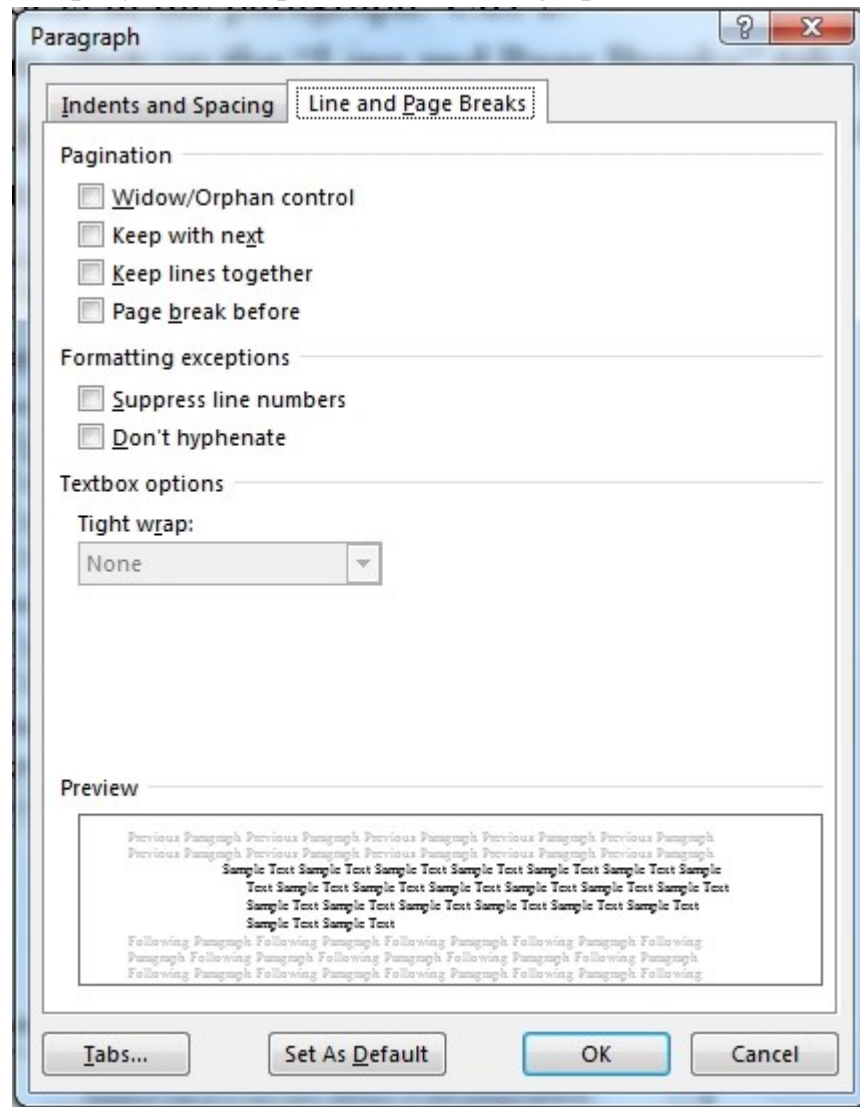 Paragraph
Indents and Spacing
Line and Page Breaks
Pagination
Widow/Orphan control
Keep with next
Keep lines together
Page break before
Formatting exceptions
Suppress line numbers
Don't hyphenate
Textbox options
Tight wrap:
None
Preview
Previous Paragraph Previous Paragraph Previous Paragraph Previous Paragraph Previous Paragraph
Previous Paragraph Previous Paragraph Previous Paragraph Previous Paragraph Previous Paragraph
Sample Text Sample Text Sample Text Sample Text Sample Text Sample Text Sample
Text Sample Text Sample Text Sample Text Sample Text Sample Text Sample Text
Sample Text Sample Text Sample Text Sample Text Sample Text Sample Text
Sample Text Sample Text
Following Paragraph Following Paragraph Following Paragraph Following Paragraph Following
Paragraph Following Paragraph Following Paragraph Following Paragraph Following Paragraph
Following Paragraph Following Paragraph Following Paragraph Following Paragraph Following
Tabs...
Set As Default
OK
Cancel